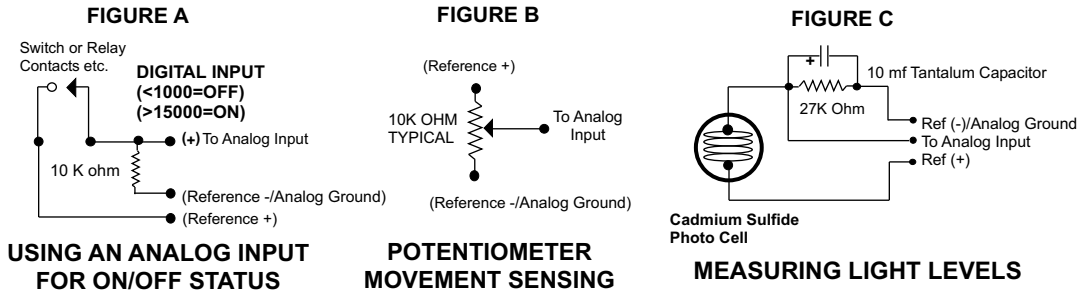 FIGURE A
Switch or Relay
Contacts etc.
DIGITAL INPUT
(<1000=OFF)
(>15000=ON)
(+) To Analog Input
10 K ohm
(Reference -/Analog Ground)
(Reference +)
USING AN ANALOG INPUT
FOR ON/OFF STATUS
FIGURE B
(Reference +)
10K OHM
TYPICAL
To Analog
Input
(Reference -/Analog Ground)
POTENTIOMETER
MOVEMENT SENSING
FIGURE C
+
10 mf Tantalum Capacitor
27K Ohm
Ref (-)/Analog Ground
To Analog Input
Ref (+)
Cadmium Sulfide
Photo Cell
MEASURING LIGHT LEVELS